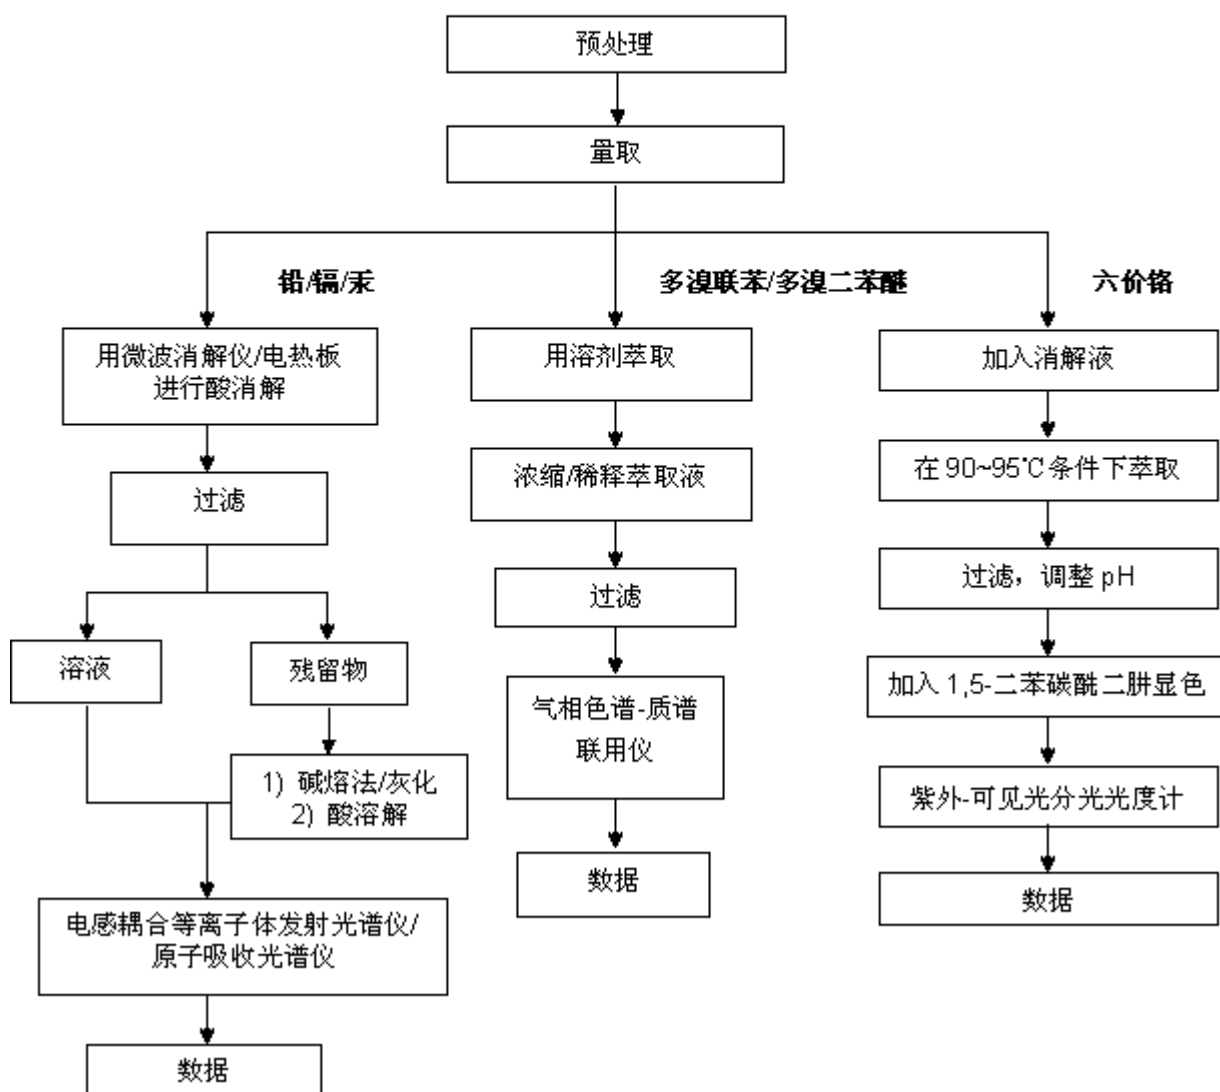 预处理
量取
铅/镉/汞
多溴联苯/多溴二苯醚
六价铬
用微波消解仪/电热板
进行酸消解
用溶剂萃取
加入消解液
过滤
浓缩/稀释萃取液
在 90~95℃条件下萃取
溶液
残留物
过滤
过滤，调整 pH
1) 碱熔法/灰化
2) 酸溶解
气相色谱-质谱
联用仪
加入 1,5-二苯碳酰二肼显色
紫外-可见光分光光度计
电感耦合等离子体发射光谱仪/
原子吸收光谱仪
数据
数据
数据